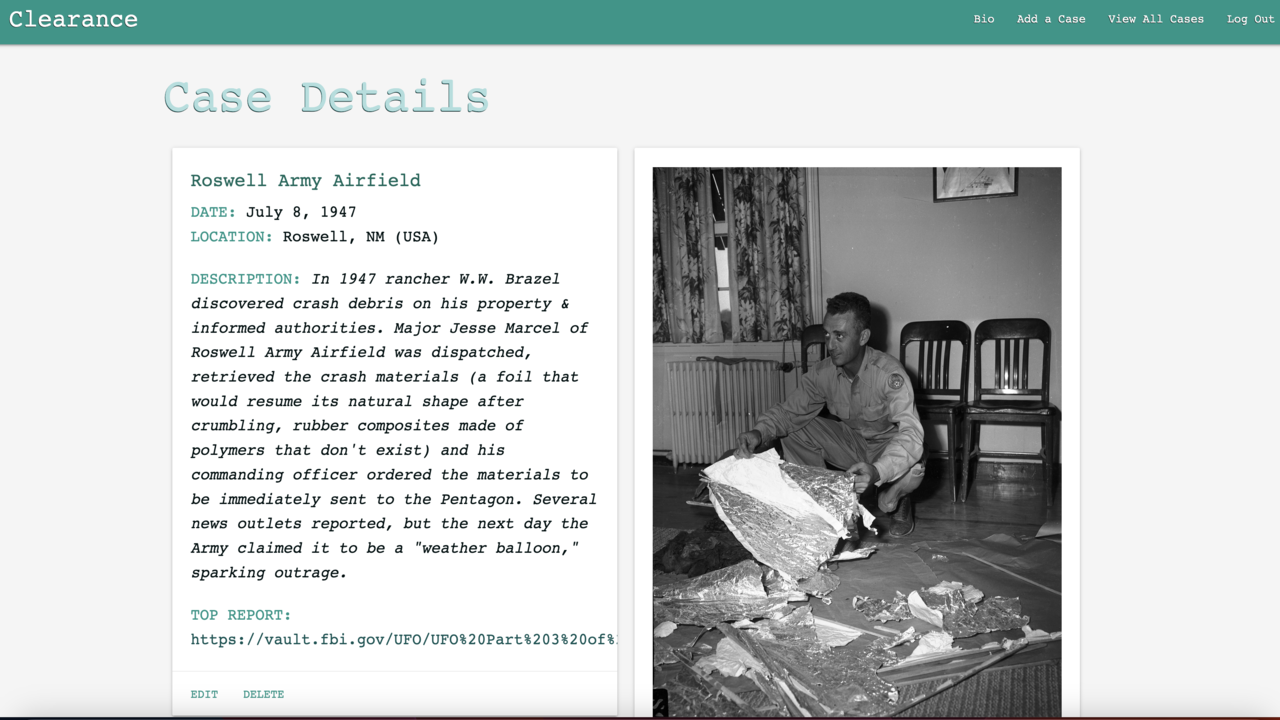 Clearance
Bio Add a Case View All Cases Log Out
Case Details
Roswell Army Airfield
DATE: July 8, 1947
LOCATION: Roswell, NM (USA)
DESCRIPTION: In 1947 rancher W.W. Brazel
discovered crash debris on his property &
informed authorities. Major Jesse Marcel of
Roswell Army Airfield was dispatched,
retrieved the crash materials (a foil that
would resume its natural shape after
crumbling, rubber composites made of
polymers that don't exist) and his
commanding officer ordered the materials to
be immediately sent to the Pentagon. Several
news outlets reported, but the next day the
Army claimed it to be a "weather balloon,"
sparking outrage.
TOP REPORT:
https://vault.fbi.gov/UFO/UFO%20Part%203%20of%
EDIT DELETE